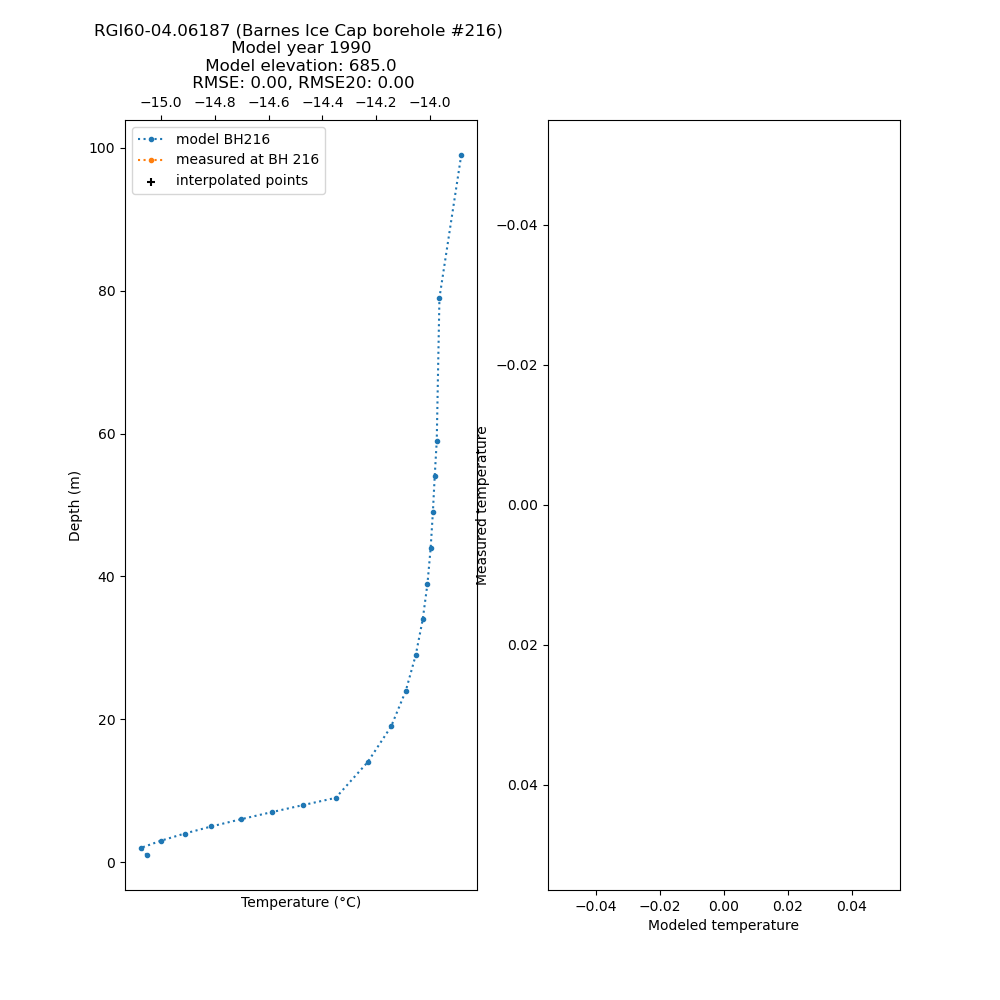 RGI60-04.06187 (Barnes Ice Cap borehole #216)
Model year 1990
Model elevation: 685.0
RMSE: 0.00, RMSE20: 0.00
−15.0 −14.8 −14.6 −14.4 −14.2 −14.0
model BH216
measured at BH 216
interpolated points
100
80
60
40
20
0
Depth (m)
Temperature (°C)
−0.04
−0.02
0.00
0.02
0.04
Measured temperature
−0.04 −0.02 0.00 0.02 0.04
Modeled temperature